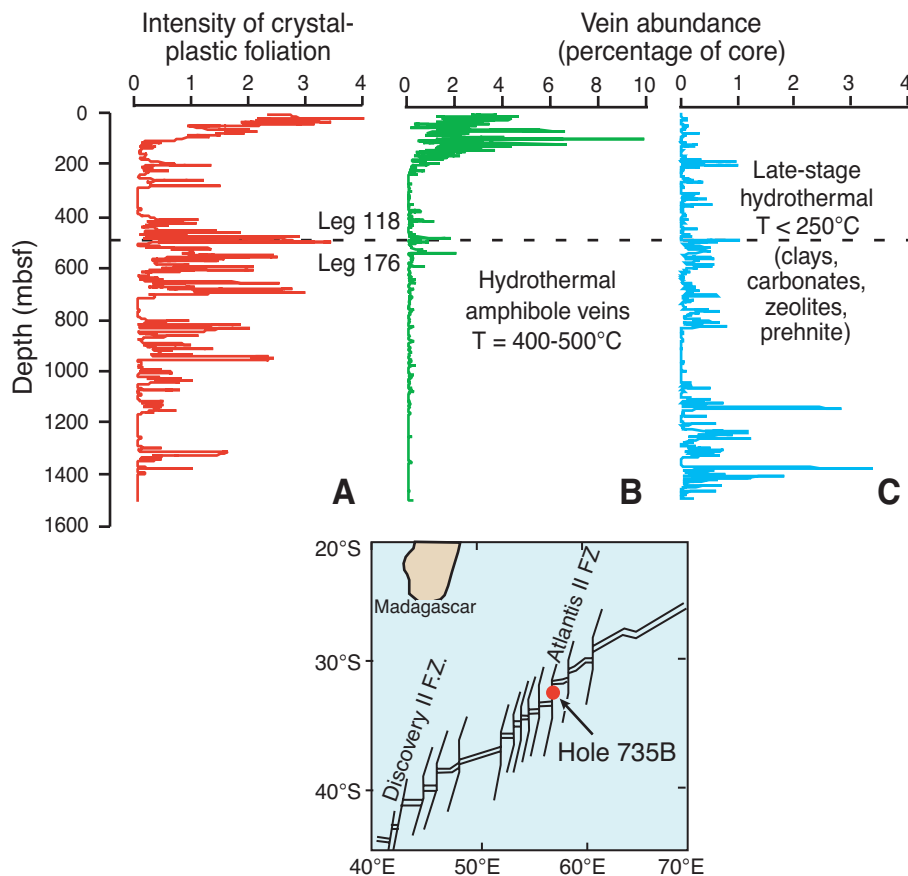 Intensity of crystal-
plastic foliation
Vein abundance
(percentage of core)
0 1 2 3 4
0 2 4 6 8 10
0 1 2 3 4
Depth (mbsf)
0
200
400
600
800
1000
1200
1400
1600
Leg 118
Leg 176
Hydrothermal
amphibole veins
T = 400-500°C
Late-stage
hydrothermal
T < 250°C
(clays,
carbonates,
zeolites,
prehnite)
A
B
C
20°S
30°S
40°S
Madagascar
Discovery II F.Z.
Atlantis II FZ
Hole 735B
40°E 50°E 60°E 70°E